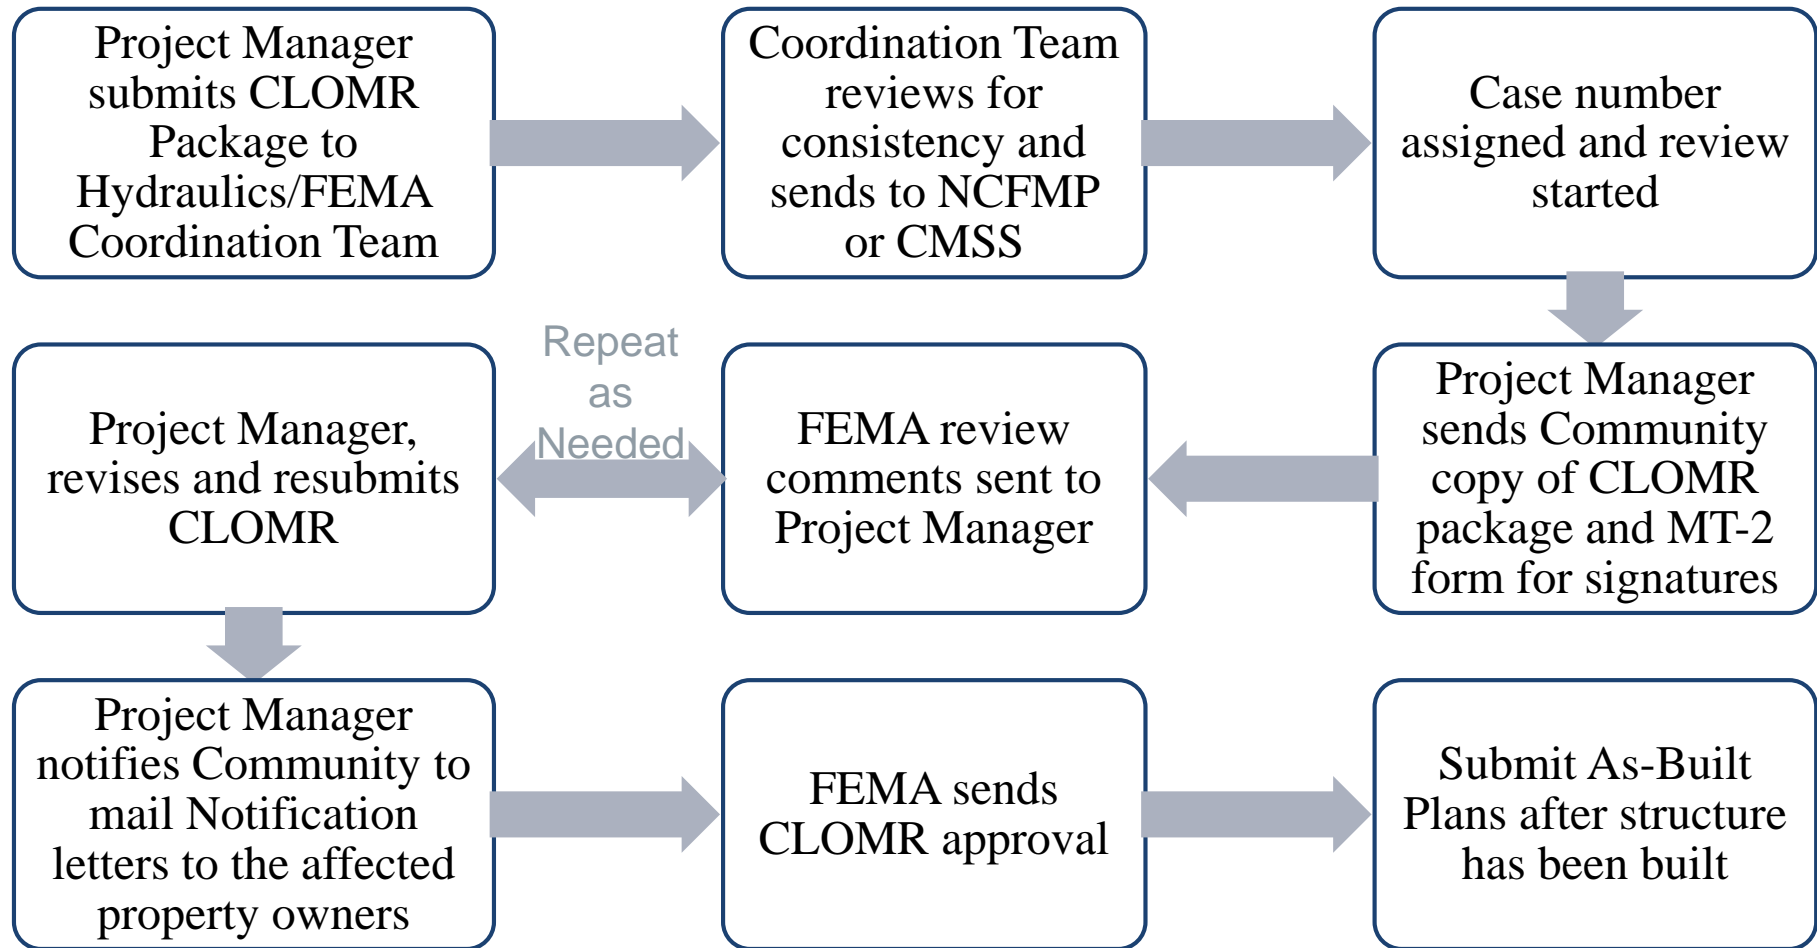 Project Manager
submits CLOMR
Package to
Hydraulics/FEMA
Coordination Team
Coordination Team
reviews for
consistency and
sends to NCFMP
or CMSS
Case number
assigned and review
started
Project Manager
sends Community
copy of CLOMR
package and MT-2
form for signatures
FEMA review
comments sent to
Project Manager
Repeat
as
Needed
Project Manager,
revises and resubmits
CLOMR
Project Manager
notifies Community to
mail Notification
letters to the affected
property owners
FEMA sends
CLOMR approval
Submit As-Built
Plans after structure
has been built